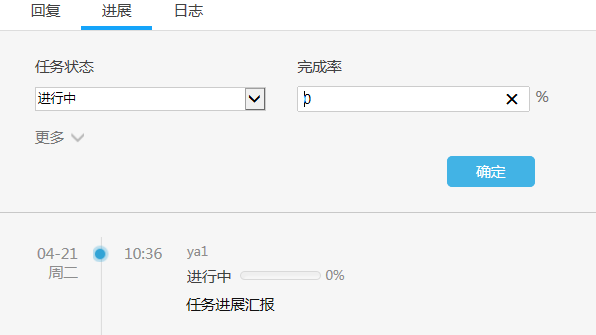 回复 进展 日志
任务状态 完成率
进行中 0 %
更多
确定
04-21 10:36 ya1
周二
进行中 0%
任务进展汇报